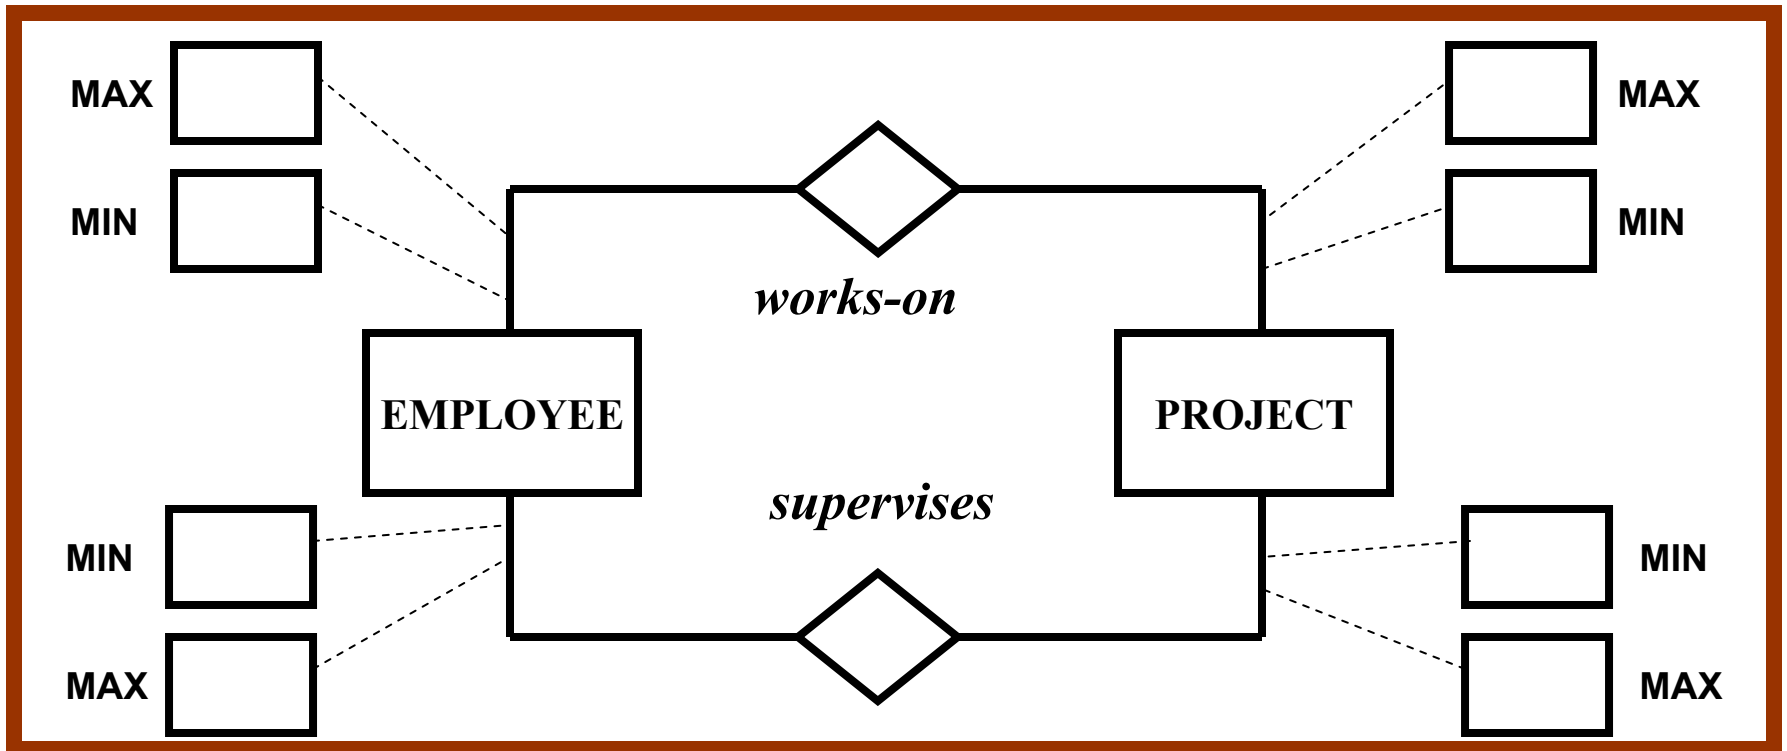 MAX
MAX
MIN
MIN
works-on
EMPLOYEE
PROJECT
supervises
MIN
MIN
MAX
MAX